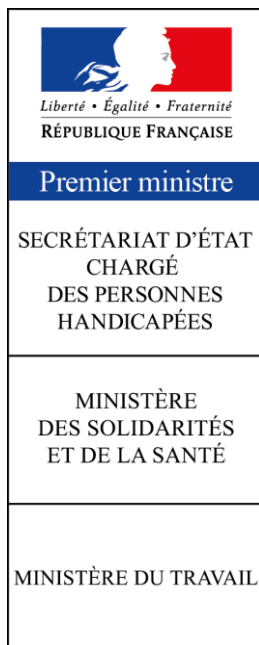 Liberté • Égalité • Fraternité
RÉPUBLIQUE FRANÇAISE
Premier ministre
SECRÉTARIAT D’ÉTAT
CHARGÉ
DES PERSONNES
HANDICAPÉES
MINISTÈRE
DES SOLIDARITÉS
ET DE LA SANTÉ
MINISTÈRE DU TRAVAIL